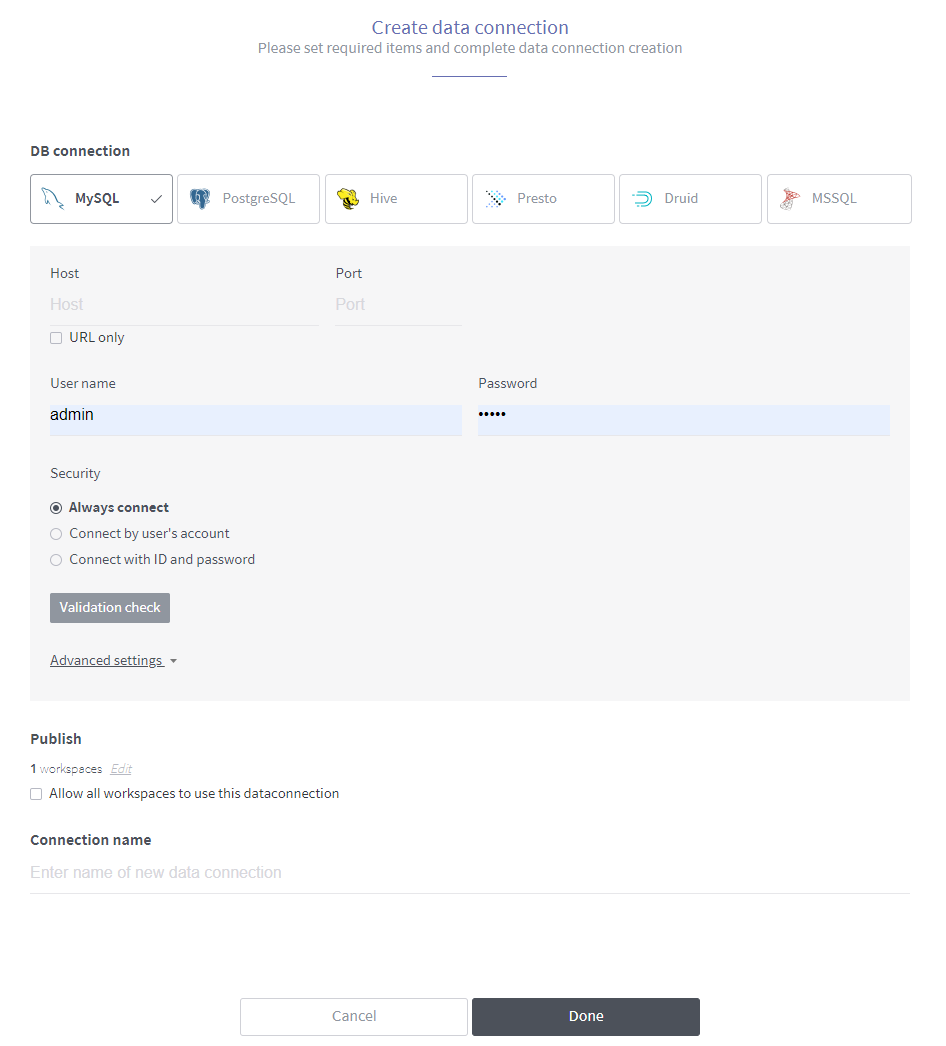 Create data connection
Please set required items and complete data connection creation
DB connection
MySQL PostgreSQL Hive Presto Druid MSSQL
Host Port
Host Port
URL only
User name Password
admin •••••
Security
Always connect
Connect by user's account
Connect with ID and password
Validation check
Advanced settings
Publish
1 workspaces Edit
Allow all workspaces to use this dataconnection
Connection name
Enter name of new data connection
Cancel Done